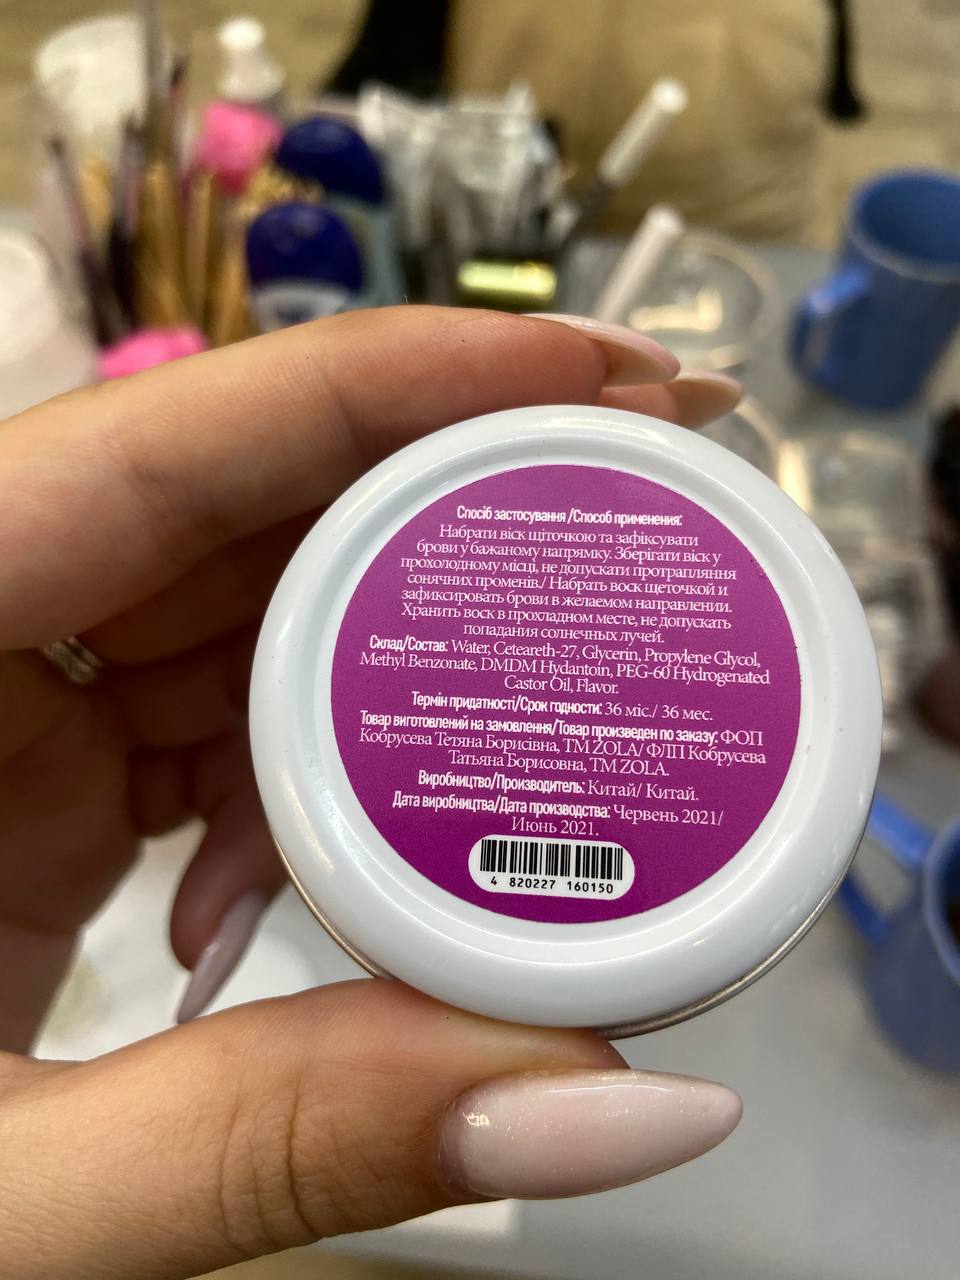 Спосіб застосування /Способ применения:
Набрати віск щіточкою та зафіксувати
брови у бажаному напрямку. Зберігати віск у
прохолодному місці, не допускати протрапляння
сонячних променів./ Набрать воск щеточкой и
зафиксировать брови в желаемом направлении.
Хранить воск в прохладном месте, не допускать
попадания солнечных лучей.
Склад/Состав: Water, Ceteareth-27, Glycerin, Propylene Glycol,
Methyl Benzonate, DMDM Hydantoin, PEG-60 Hydrogenated
Castor Oil, Flavor.
Термін придатності/Срок годности: 36 міс./ 36 мес.
Товар виготовлений на замовлення/Товар произведен по заказу: ФОП
Кобрусева Тетяна Борисівна, TM ZOLA/ ФЛП Кобрусева
Татьяна Борисовна, TM ZOLA.
Виробництво/Производитель: Китай/ Китай.
Дата виробництва/Дата производства: Червень 2021/
Июнь 2021.
4 820227 160150